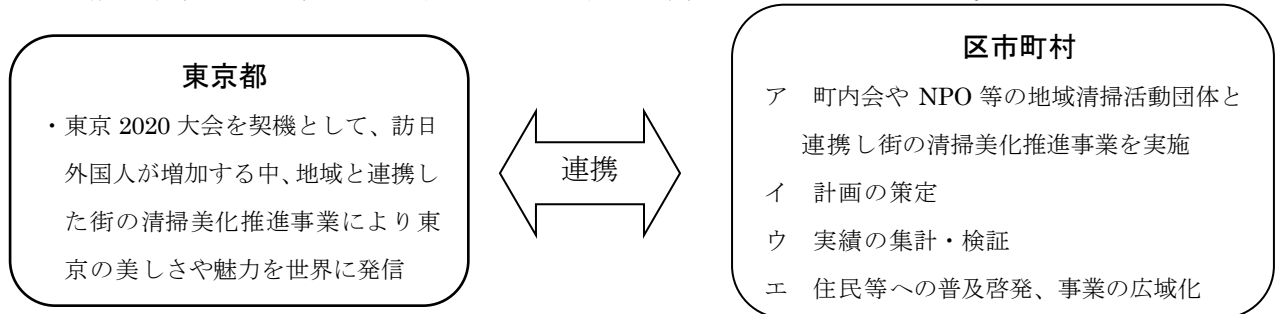 東京都
・東京 2020 大会を契機として、訪日
外国人が増加する中、地域と連携し
た街の清掃美化推進事業により東
京の美しさや魅力を世界に発信
連携
区市町村
ア 町内会や NPO 等の地域清掃活動団体と
連携し街の清掃美化推進事業を実施
イ 計画の策定
ウ 実績の集計・検証
エ 住民等への普及啓発、事業の広域化